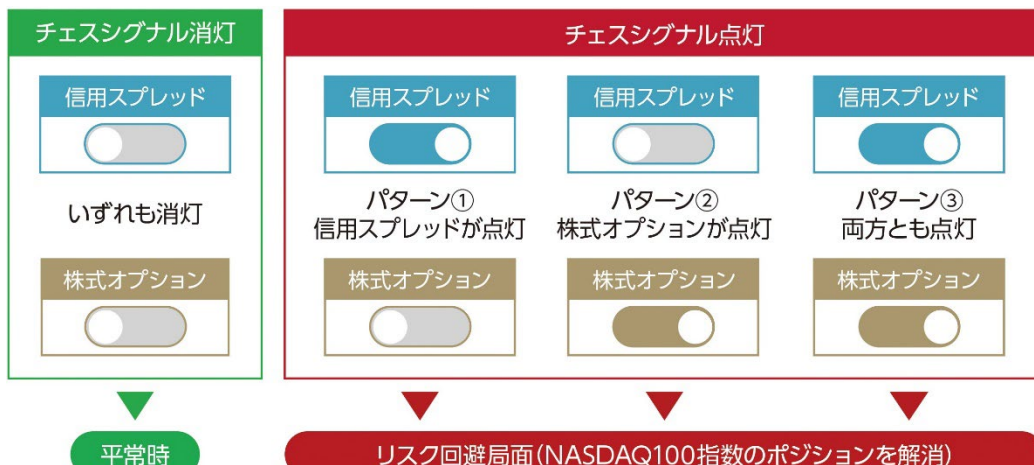 チェスシグナル消灯
信用スプレッド
いずれも消灯
株式オプション
平常時
チェスシグナル点灯
信用スプレッド
パターン①
信用スプレッドが点灯
株式オプション
信用スプレッド
パターン②
株式オプションが点灯
株式オプション
信用スプレッド
パターン③
両方とも点灯
株式オプション
リスク回避局面(NASDAQ100指数のポジションを解消)